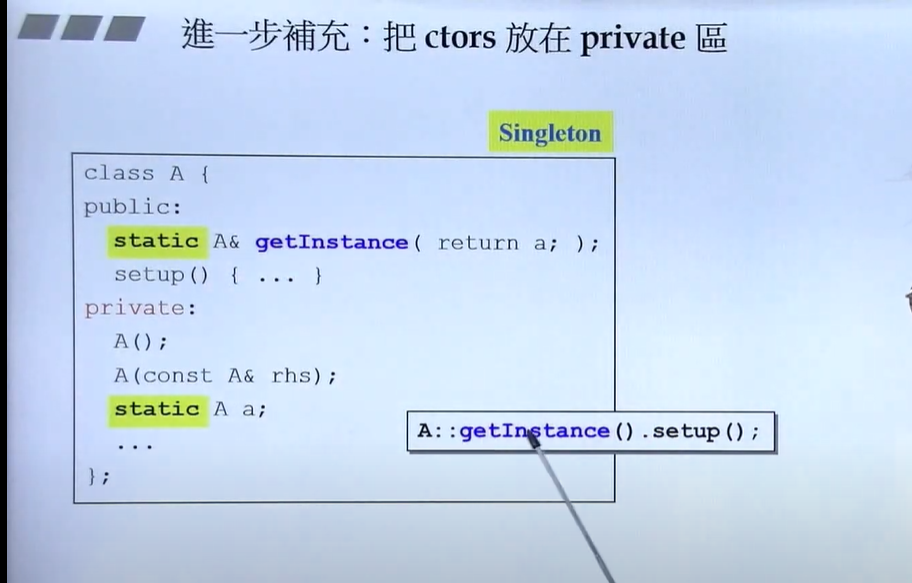 進一步補充：把 ctors 放在 private 區
Singleton
class A {
public:
static A& getInstance( return a; );
setup() { ... }
private:
A();
A(const A& rhs);
static A a;
...
};
A::getInstance().setup();